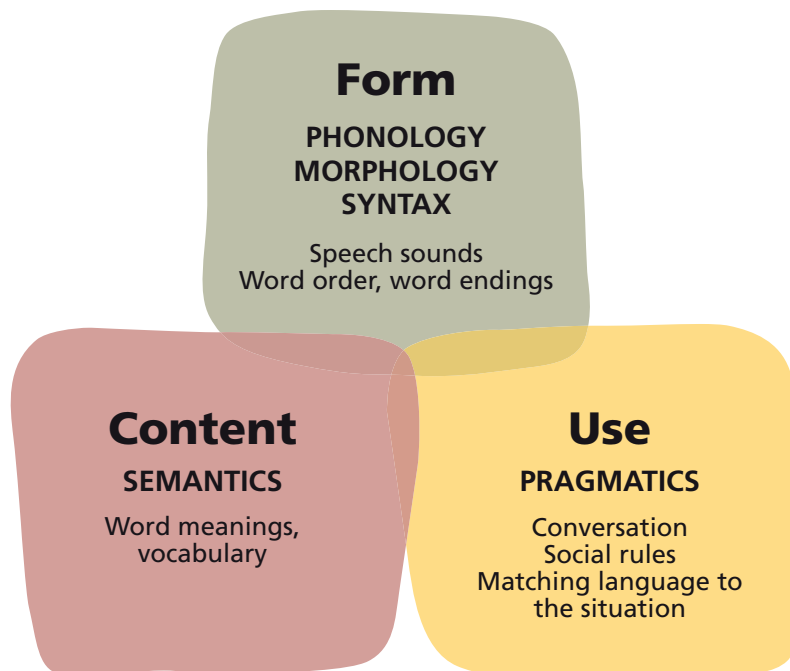 Form
PHONOLOGY
MORPHOLOGY
SYNTAX
Speech sounds
Word order, word endings
Content
SEMANTICS
Word meanings,
vocabulary
Use
PRAGMATICS
Conversation
Social rules
Matching language to
the situation